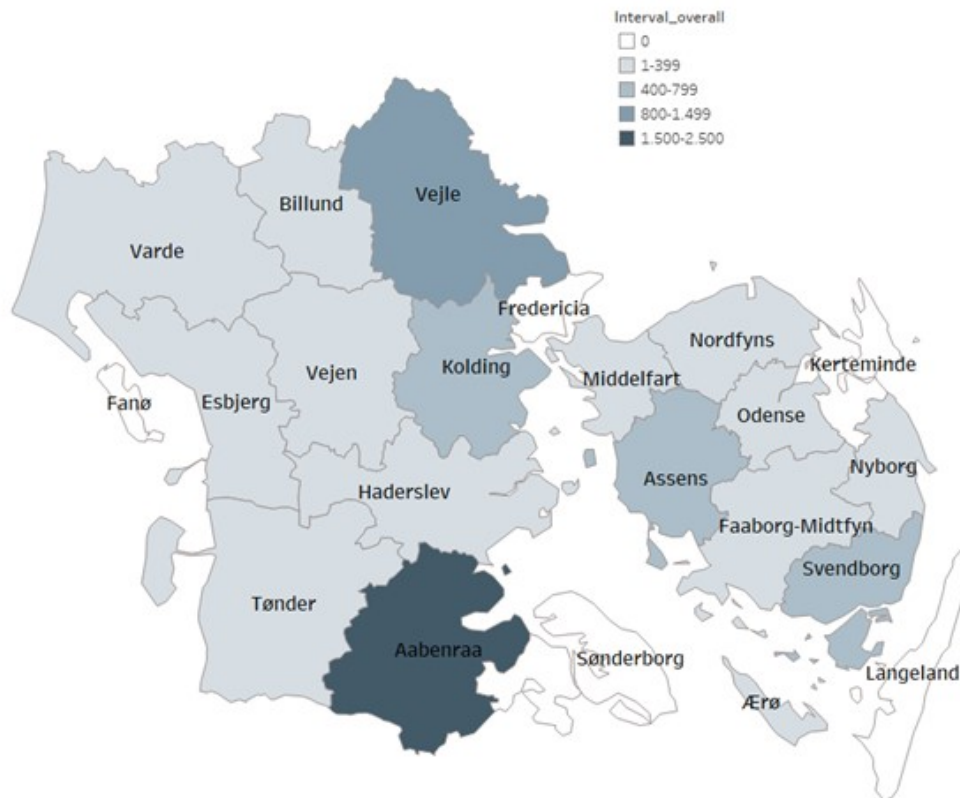 Interval_overall
0
1-399
400-799
800-1.499
1.500-2.500
Vejle
Billund
Varde
Fredericia
Nordfyns
Kerteminde
Kolding
Vejen
Middelfart
Fanø
Esbjerg
Odense
Nyborg
Assens
Haderslev
Faaborg-Midtfyn
Svendborg
Tønder
Aabenraa
Sønderborg
Langeland
Ærø